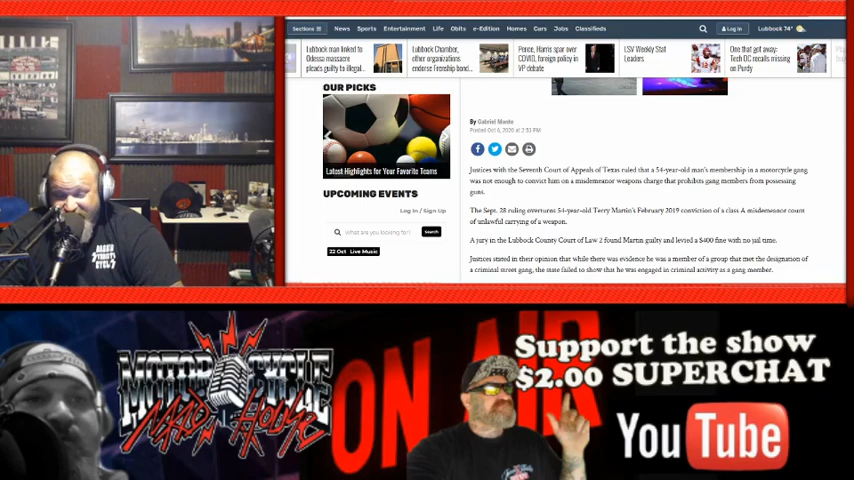 Sections
News Sports Entertainment Life Obits e-Edition Homes Cars Jobs Classifieds
Log In
Lubbock 74°
Lubbock man linked to
Odessa massacre
pleads guilty to illegal...
Lubbock Chamber,
other organizations
endorse Frenship bond...
Pence, Harris spar over
COVID, foreign policy in
VP debate
LSV Weekly Stat
Leaders
One that got away:
Tech OC recalls missing
on Purdy
OUR PICKS
Latest Highlights for Your Favorite Teams
UPCOMING EVENTS
Log In / Sign Up
What are you looking for?
Search
22 Oct Live Music
By Gabriel Monte
Posted Oct 6, 2020 at 2:53 PM
Justices with the Seventh Court of Appeals of Texas ruled that a 54-year-old man's membership in a motorcycle gang
was not enough to convict him on a misdemeanor weapons charge that prohibits gang members from possessing
guns.
The Sept. 28 ruling overturns 54-year-old Terry Martin's February 2019 conviction of a class A misdemeanor count
of unlawful carrying of a weapon.
A jury in the Lubbock County Court of Law 2 found Martin guilty and levied a $400 fine with no jail time.
Justices stated in their opinion that while there was evidence he was a member of a group that met the designation of
a criminal street gang, the state failed to show that he was engaged in criminal activity as a gang member.
MOTORCYCLE
MAD HOUSE
ON AIR
Support the show
$2.00 SUPERCHAT
YouTube